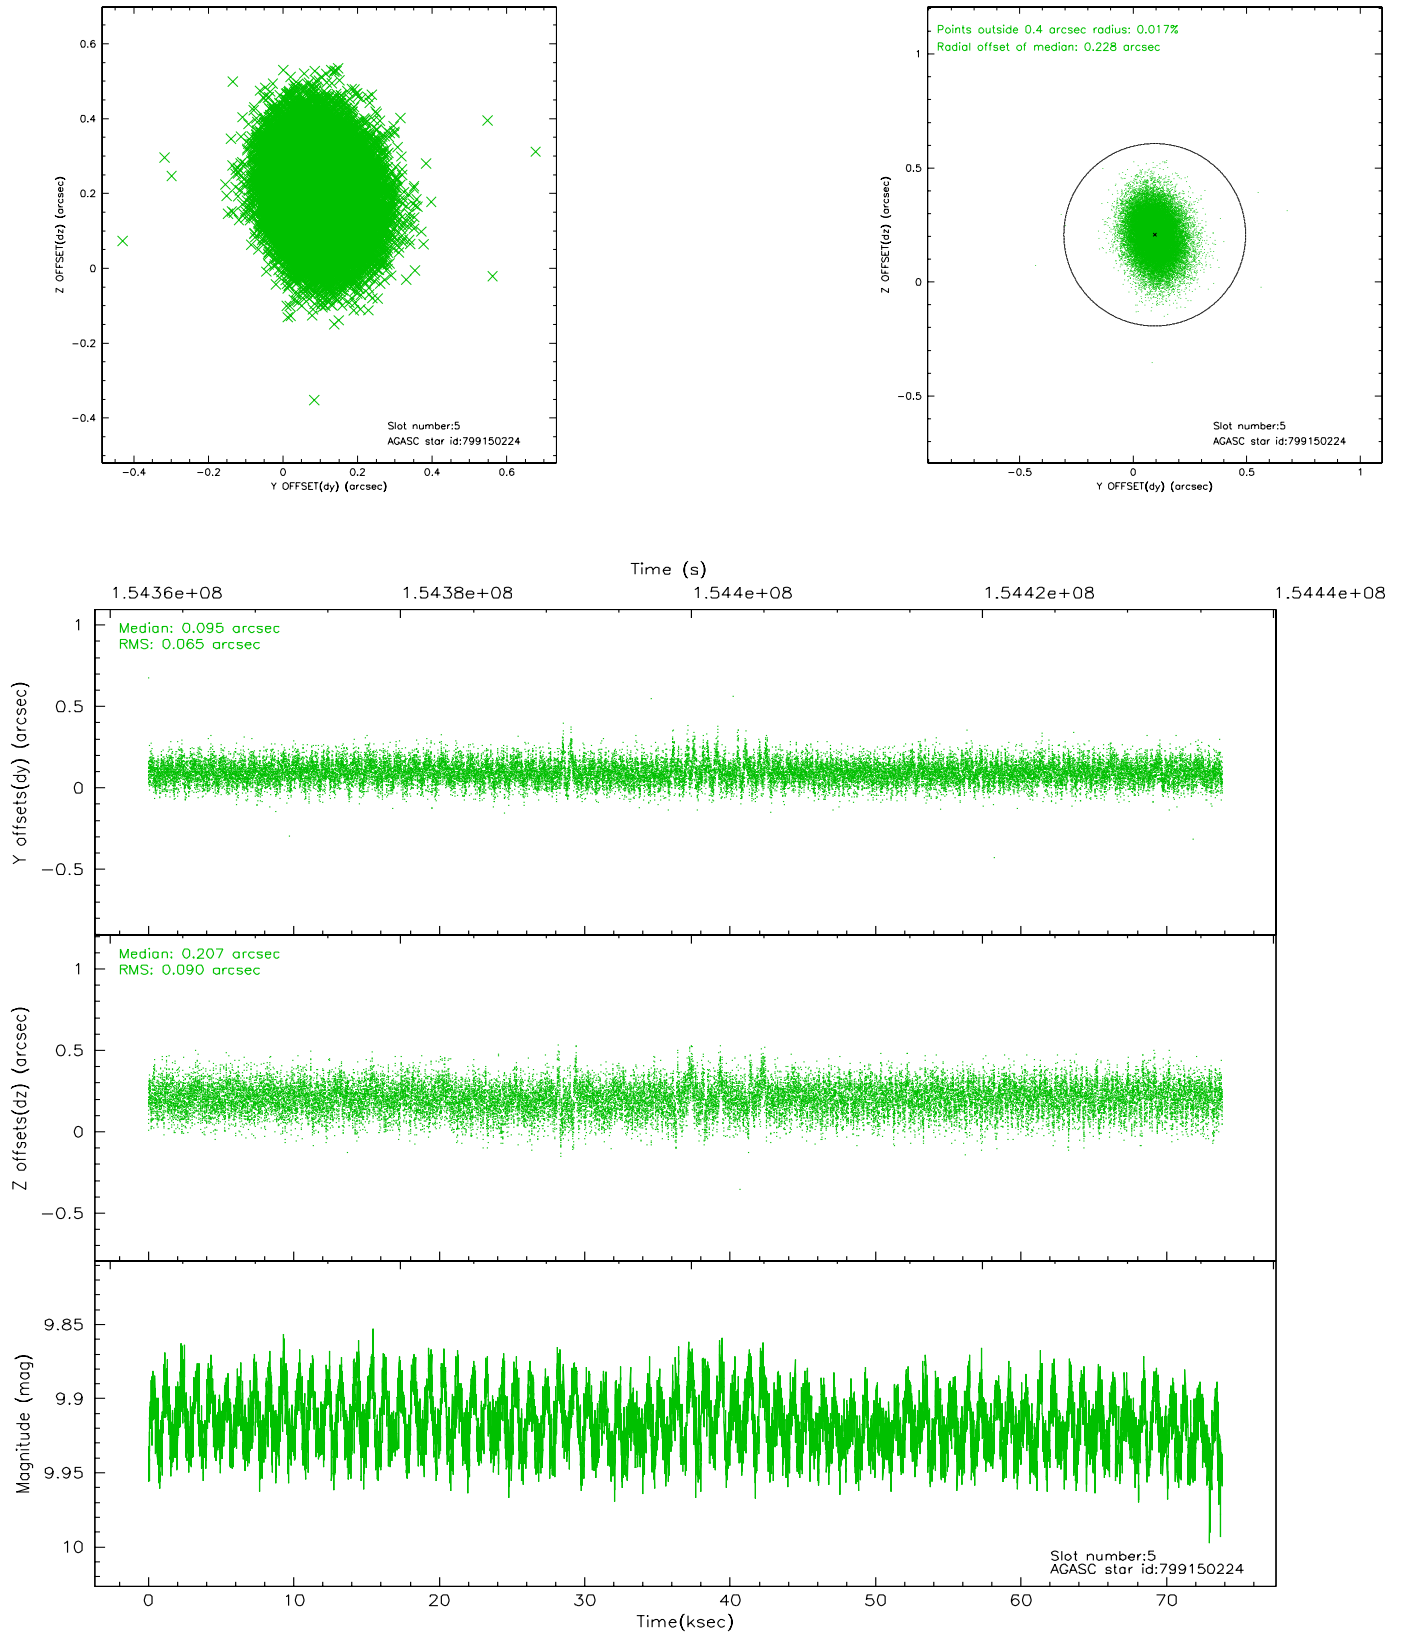 0.6
0.4
0.2
0
−0.2
−0.4
Z OFFSET(dz) (arcsec)
Slot number:5
AGASC star id:799150224
−0.4 −0.2 0 0.2 0.4 0.6
Y OFFSET(dy) (arcsec)
Points outside 0.4 arcsec radius: 0.017%
Radial offset of median: 0.228 arcsec
1
0.5
0
−0.5
Z OFFSET(dz) (arcsec)
Slot number:5
AGASC star id:799150224
−0.5 0 0.5 1
Y OFFSET(dy) (arcsec)
Time (s)
1.5436e+08 1.5438e+08 1.544e+08 1.5442e+08 1.5444e+08
Median: 0.095 arcsec
RMS: 0.065 arcsec
1
0.5
0
−0.5
Y offsets(dy) (arcsec)
Median: 0.207 arcsec
RMS: 0.090 arcsec
1
0.5
0
−0.5
Z offsets(dz) (arcsec)
9.85
9.9
9.95
10
Magnitude (mag)
Slot number:5
AGASC star id:799150224
0 10 20 30 40 50 60 70
Time(ksec)